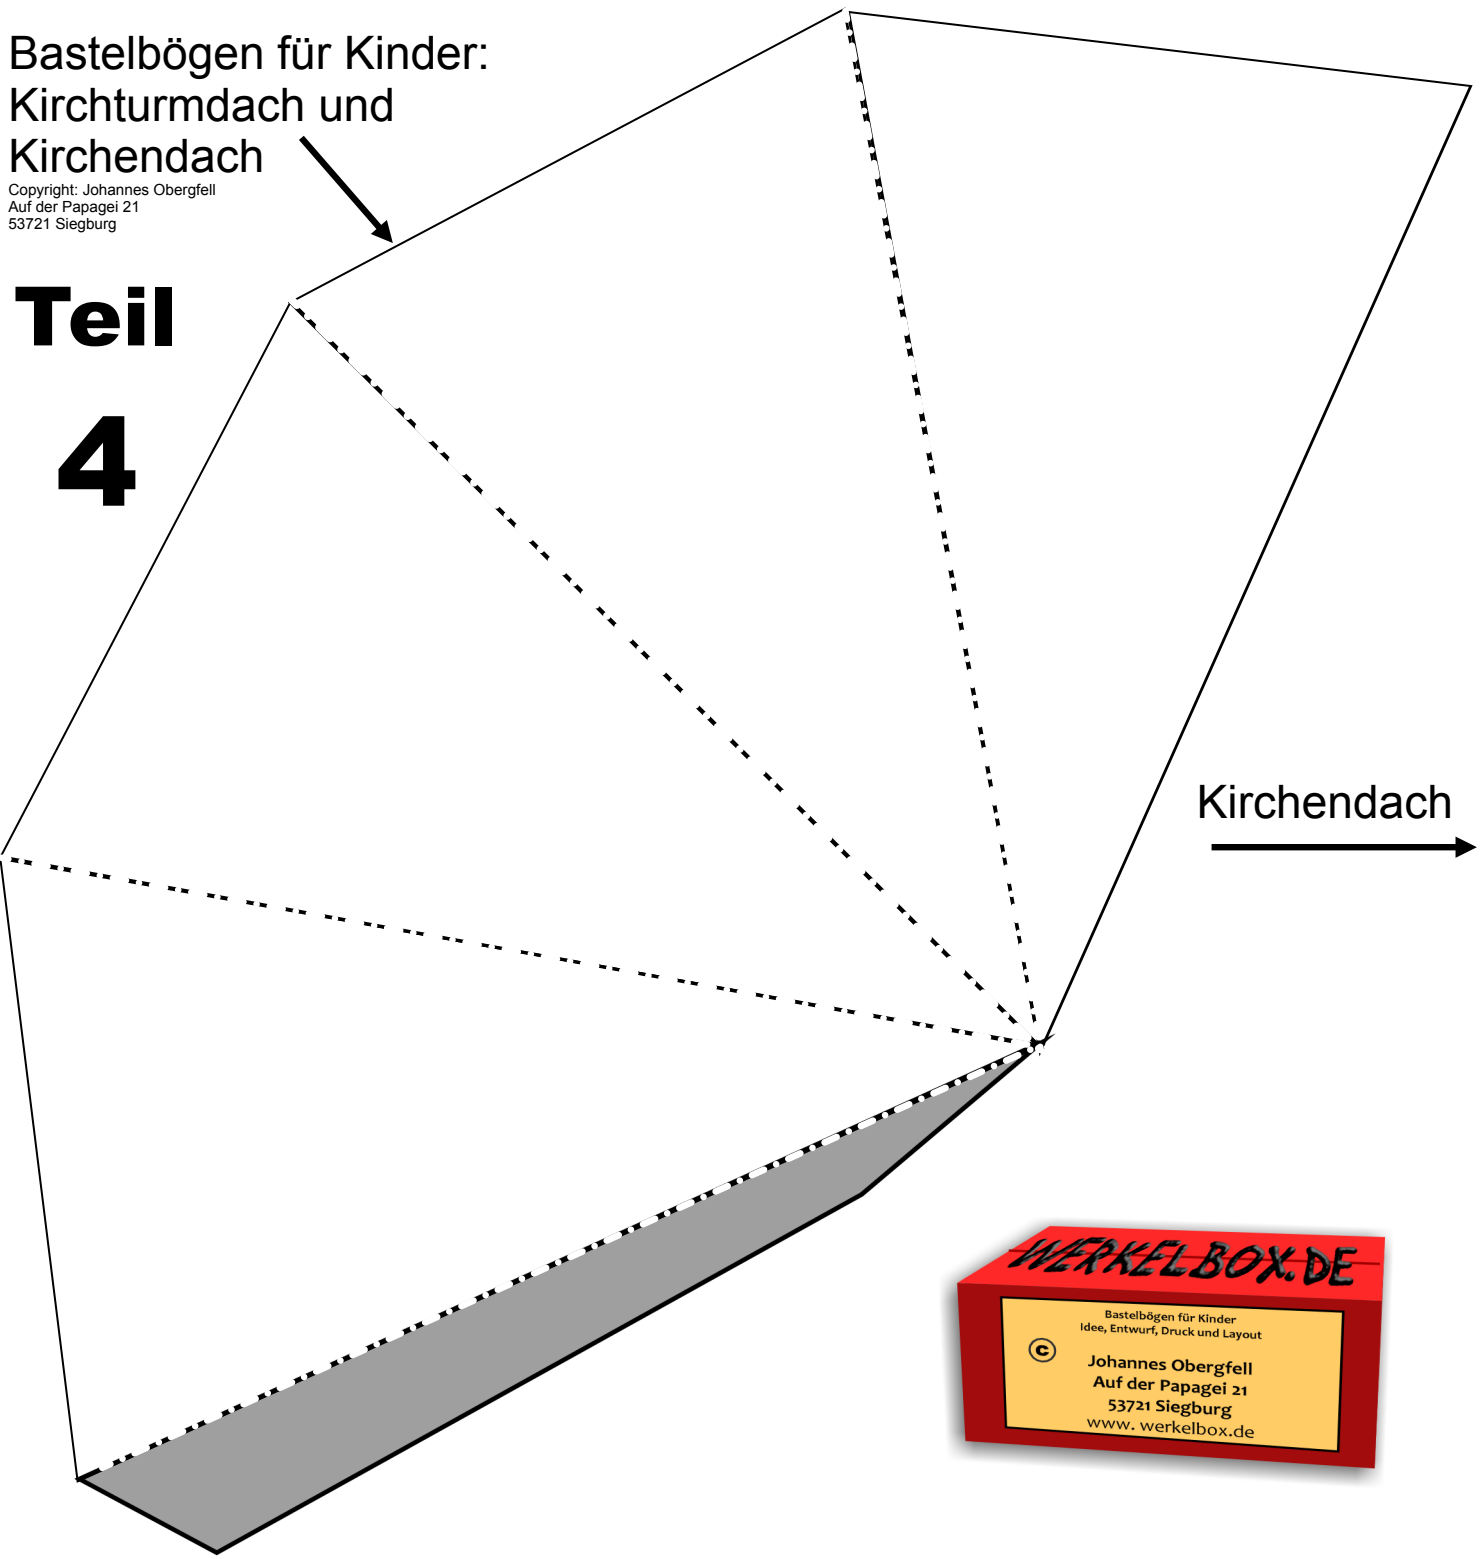 Bastelbögen für Kinder:
Kirchturmdach und
Kirchendach
Copyright: Johannes Obergfell
Auf der Papagei 21
53721 Siegburg
Teil
4
Kirchendach
WERKELBOX.DE
Bastelbögen für Kinder
Idee, Entwurf, Druck und Layout
©
Johannes Obergfell
Auf der Papagei 21
53721 Siegburg
www. werkelbox.de